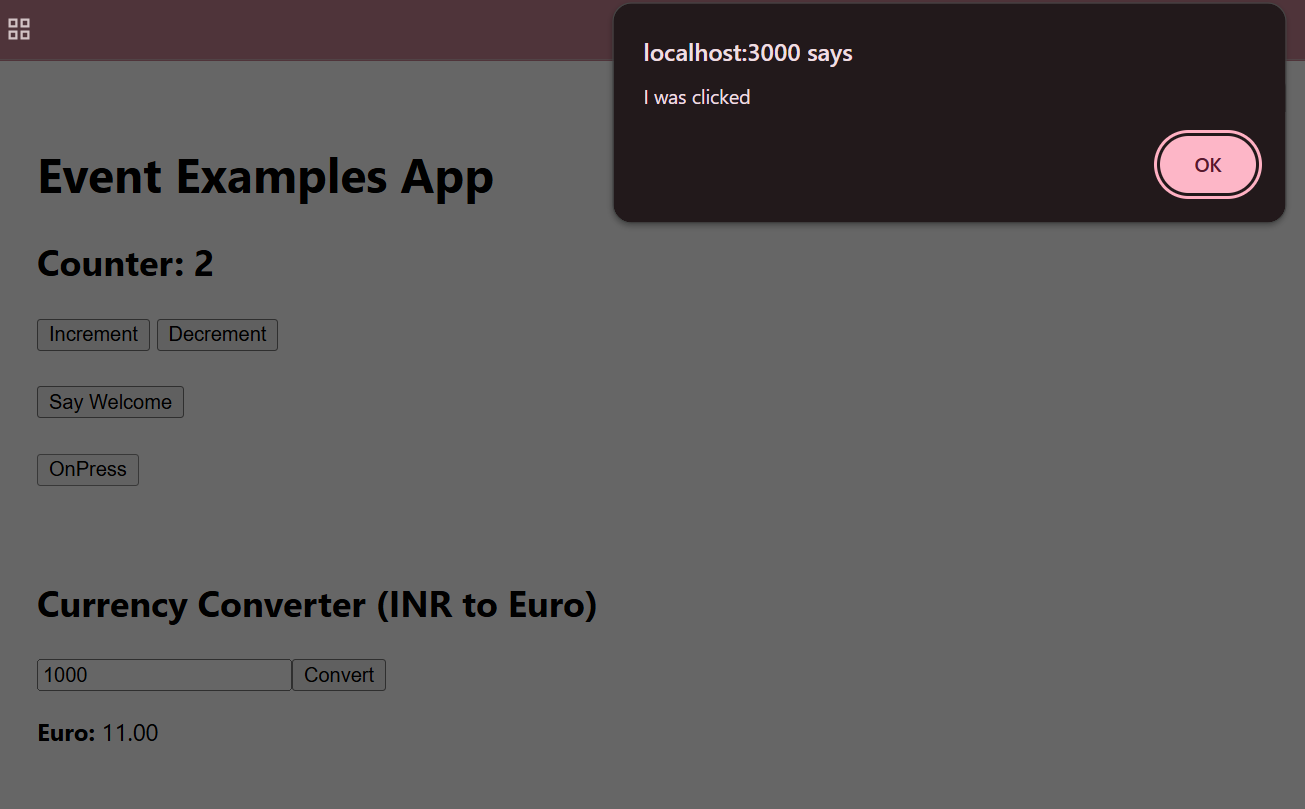 localhost:3000 says
I was clicked
OK
Event Examples App
Counter: 2
Increment Decrement
Say Welcome
OnPress
Currency Converter (INR to Euro)
1000 Convert
Euro: 11.00